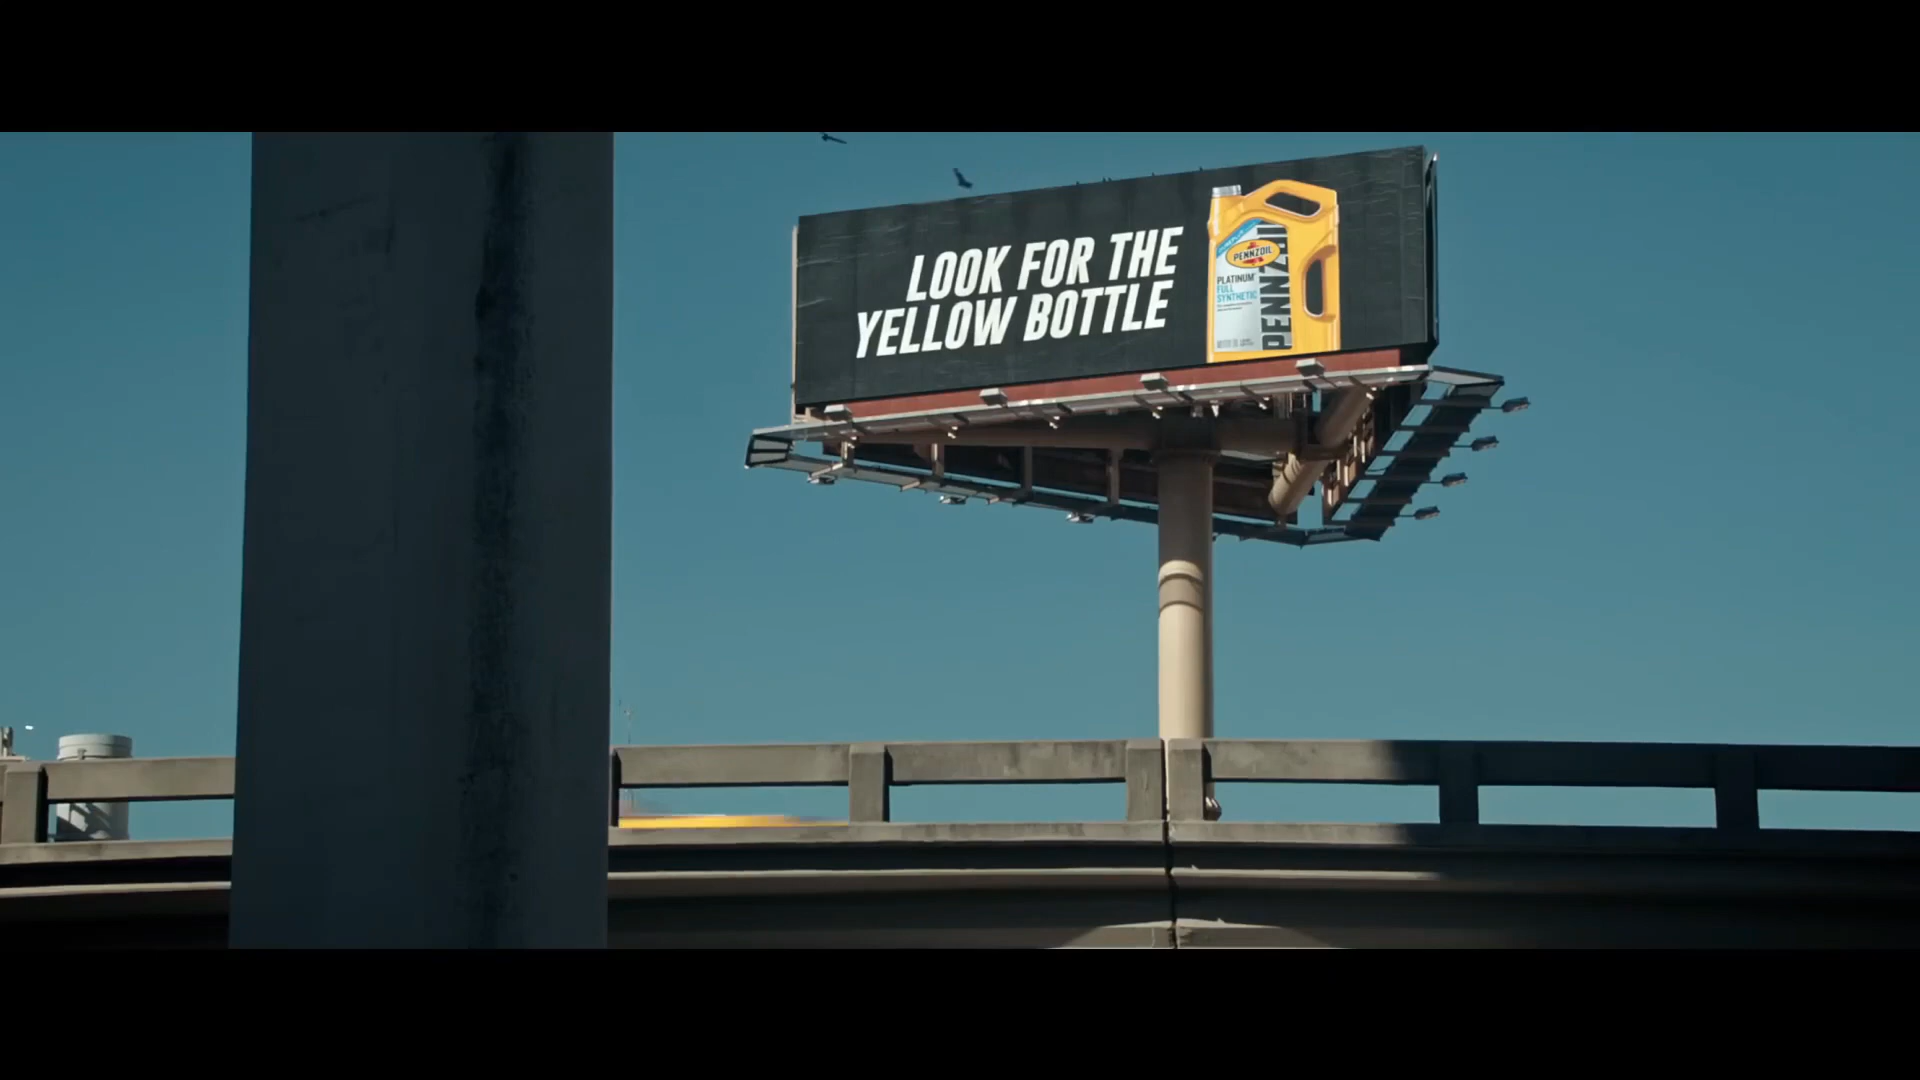 LOOK FOR THE
YELLOW BOTTLE
PENNZOIL
PLATINUM
FULL
SYNTHETIC
PENNZOIL